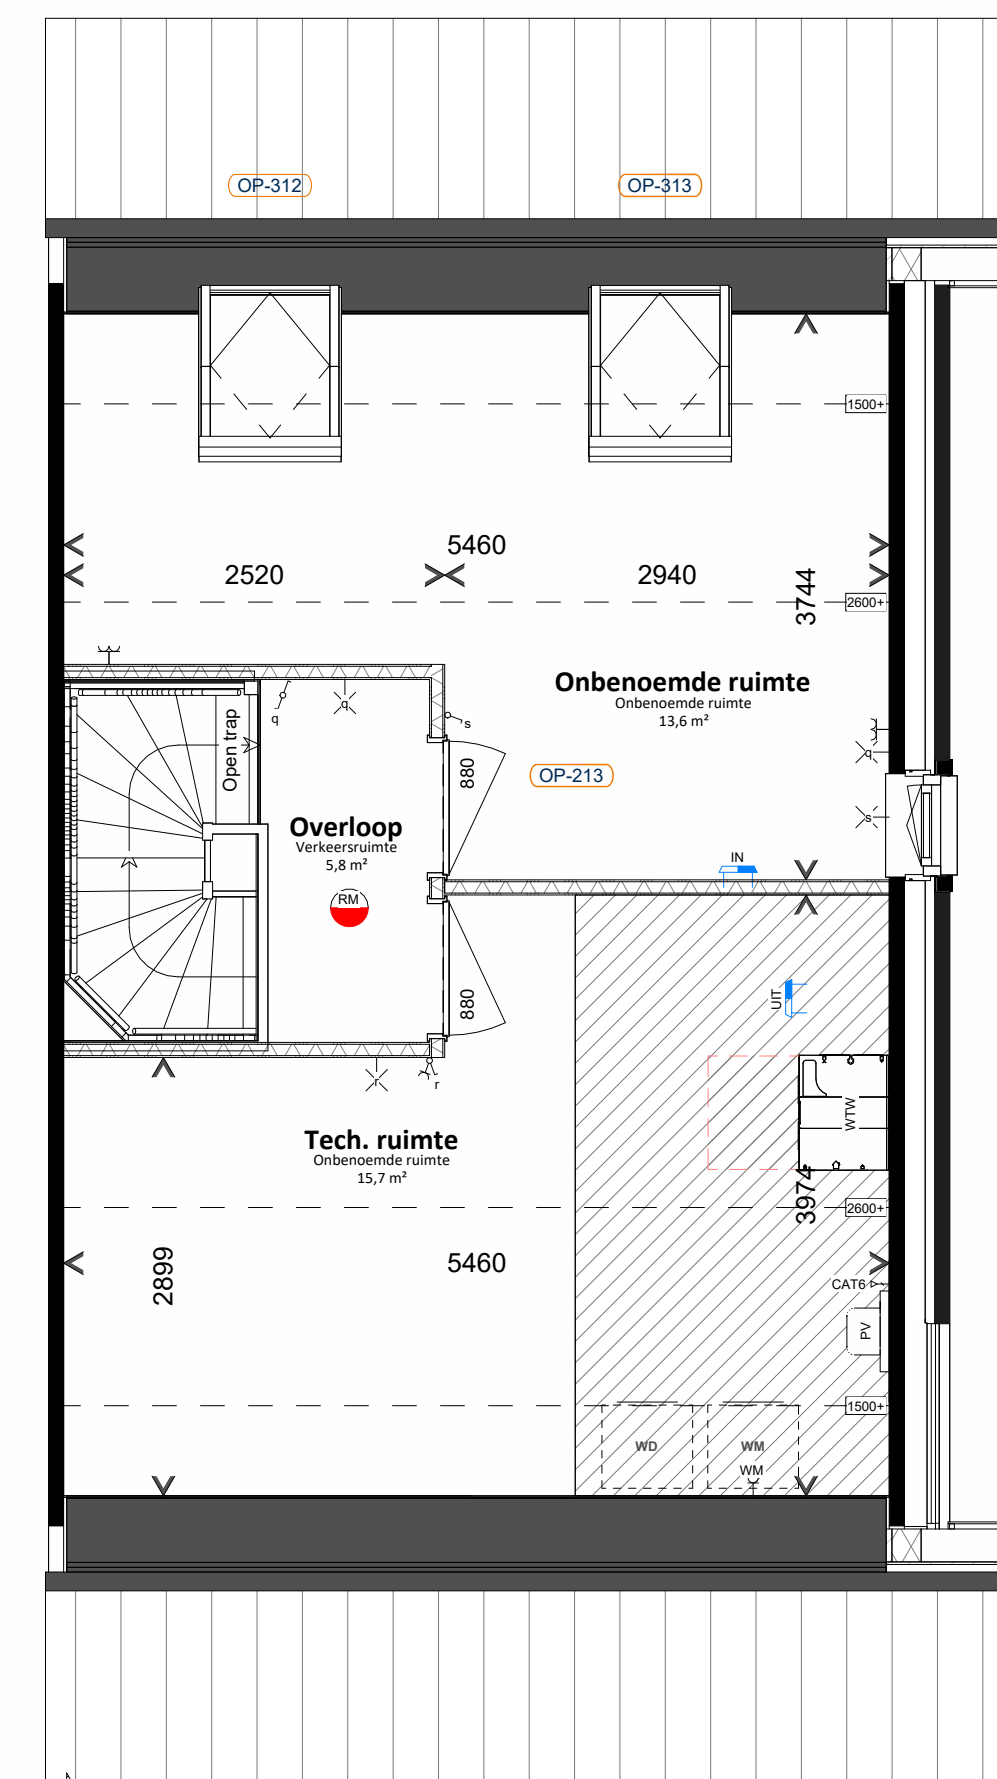 OP-312
OP-313
1500+
5460
2520
2940
3744
2600+
Onbenoemde ruimte
Onbenoemde ruimte
13,6 m²
q
q
s
Open trap
880
OP-213
q
s
Overloop
Verkeersruimte
5,8 m²
RM
IN
880
UIT
r
r
WTW
Tech. ruimte
Onbenoemde ruimte
15,7 m²
3974
2600+
2899
5460
CAT6
PV
1500+
WD
WM
WM